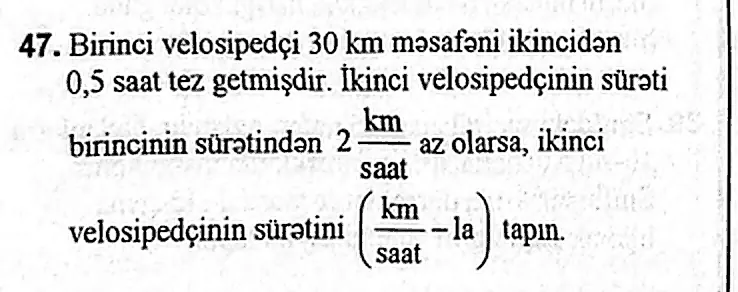 47. Birinci velosipedçi 30 km məsafəni ikincidən
0,5 saat tez getmişdir. İkinci velosipedçinin sürəti
birincinin sürətindən 2 km/saat az olarsa, ikinci
velosipedçinin sürətini (km/saat – la) tapın.